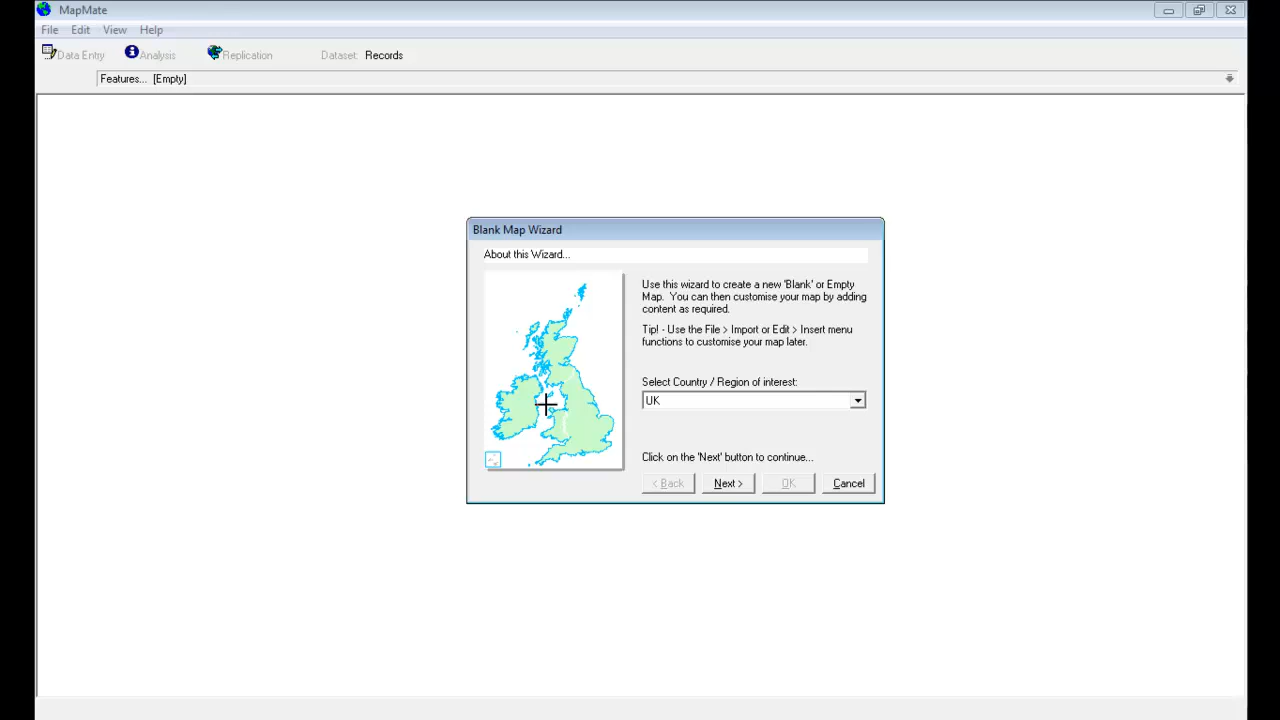 MapMate
File Edit View Help
Data Entry Analysis Replication Dataset: Records
Features... [Empty]
Blank Map Wizard
About this Wizard...
Use this wizard to create a new 'Blank' or Empty
Map. You can then customise your map by adding
content as required.
Tip! - Use the File > Import or Edit > Insert menu
functions to customise your map later.
Select Country / Region of interest:
UK
Click on the 'Next' button to continue...
< Back Next > OK Cancel